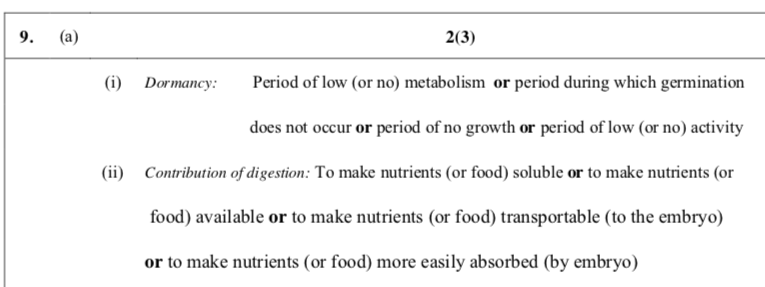 9. (a) 2(3)
(i) Dormancy: Period of low (or no) metabolism or period during which germination
does not occur or period of no growth or period of low (or no) activity
(ii) Contribution of digestion: To make nutrients (or food) soluble or to make nutrients (or
food) available or to make nutrients (or food) transportable (to the embryo)
or to make nutrients (or food) more easily absorbed (by embryo)